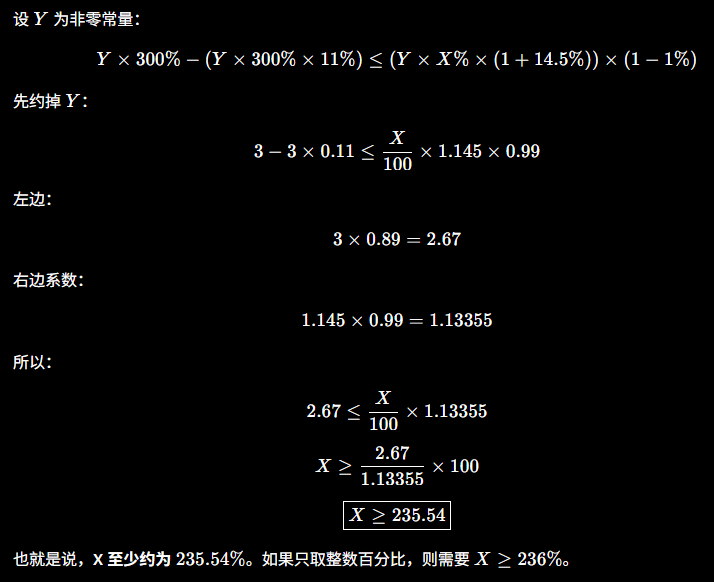 设 Y 为非零常量：
Y × 300% − (Y × 300% × 11%) ≤ (Y × X% × (1 + 14.5%)) × (1 − 1%)
先约掉 Y：
3 − 3 × 0.11 ≤ X/100 × 1.145 × 0.99
左边：
3 × 0.89 = 2.67
右边系数：
1.145 × 0.99 = 1.13355
所以：
2.67 ≤ X/100 × 1.13355
X ≥ 2.67/1.13355 × 100
X ≥ 235.54
也就是说，X 至少约为 235.54%。如果只取整数百分比，则需要 X ≥ 236%。